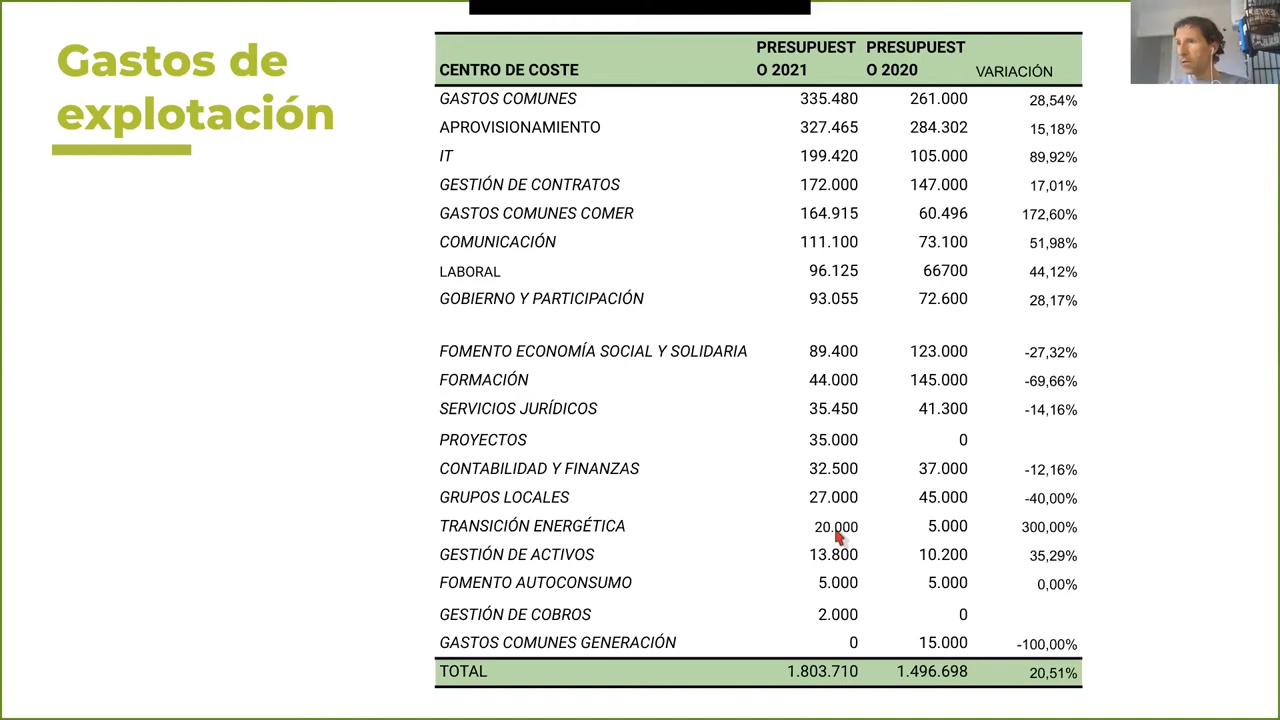 Gastos de
explotación
PRESUPUEST PRESUPUEST
CENTRO DE COSTE O 2021 O 2020 VARIACIÓN
GASTOS COMUNES 335.480 261.000 28,54%
APROVISIONAMIENTO 327.465 284.302 15,18%
IT 199.420 105.000 89,92%
GESTIÓN DE CONTRATOS 172.000 147.000 17,01%
GASTOS COMUNES COMER 164.915 60.496 172,60%
COMUNICACIÓN 111.100 73.100 51,98%
LABORAL 96.125 66700 44,12%
GOBIERNO Y PARTICIPACIÓN 93.055 72.600 28,17%
FOMENTO ECONOMÍA SOCIAL Y SOLIDARIA 89.400 123.000 -27,32%
FORMACIÓN 44.000 145.000 -69,66%
SERVICIOS JURÍDICOS 35.450 41.300 -14,16%
PROYECTOS 35.000 0
CONTABILIDAD Y FINANZAS 32.500 37.000 -12,16%
GRUPOS LOCALES 27.000 45.000 -40,00%
TRANSICIÓN ENERGÉTICA 20.000 5.000 300,00%
GESTIÓN DE ACTIVOS 13.800 10.200 35,29%
FOMENTO AUTOCONSUMO 5.000 5.000 0,00%
GESTIÓN DE COBROS 2.000 0
GASTOS COMUNES GENERACIÓN 0 15.000 -100,00%
TOTAL 1.803.710 1.496.698 20,51%